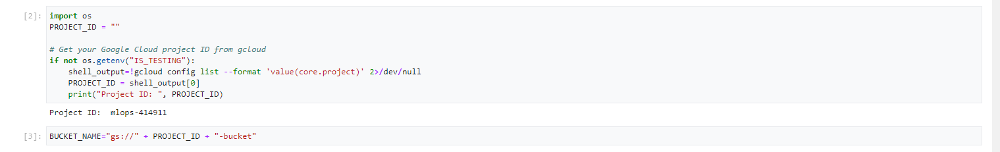 [2]: import os
PROJECT_ID = ""
# Get your Google Cloud project ID from gcloud
if not os.getenv("IS_TESTING"):
    shell_output=!gcloud config list --format 'value(core.project)' 2>/dev/null
    PROJECT_ID = shell_output[0]
    print("Project ID: ", PROJECT_ID)
Project ID:  mlops-414911
[3]: BUCKET_NAME="gs://" + PROJECT_ID + "-bucket"